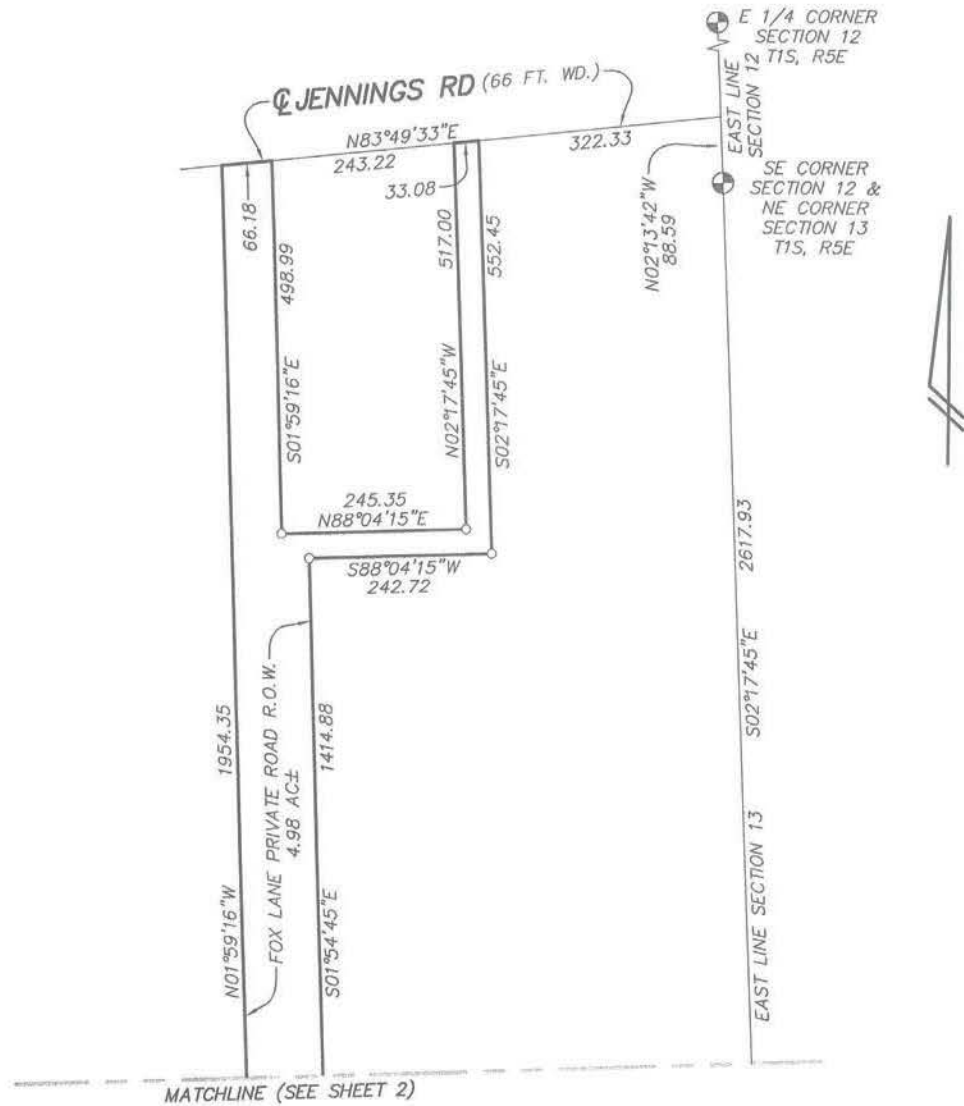 E 1/4 CORNER
SECTION 12
T1S, R5E
℄ JENNINGS RD (66 FT. WD.)
N83°49'33"E
243.22
322.33
33.08
66.18
EAST LINE
SECTION 12
SE CORNER
SECTION 12 &
NE CORNER
SECTION 13
T1S, R5E
N02°13'42"W
88.59
498.99
S01°59'16"E
517.00
N02°17'45"W
552.45
S02°17'45"E
245.35
N88°04'15"E
S88°04'15"W
242.72
2617.93
S02°17'45"E
EAST LINE SECTION 13
1954.35
N01°59'16"W
FOX LANE PRIVATE ROAD R.O.W.
4.98 AC±
1414.88
S01°54'45"E
MATCHLINE (SEE SHEET 2)